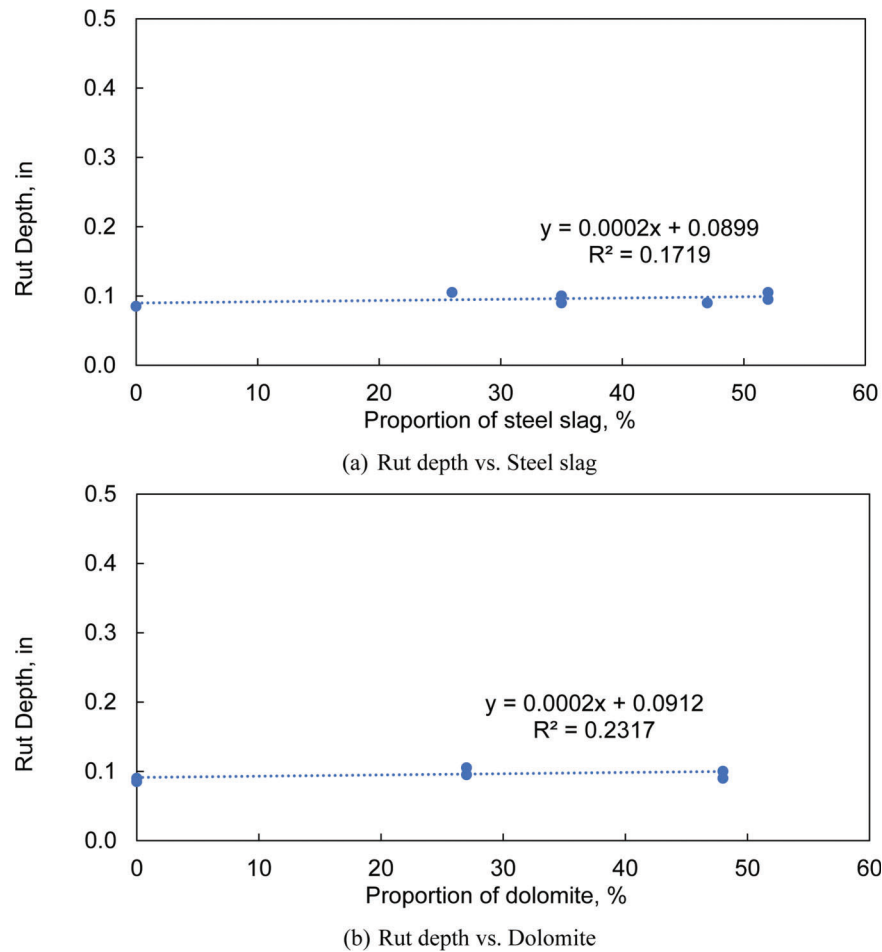 0.5
0.4
0.3
0.2
0.1
0.0
Rut Depth, in
y = 0.0002x + 0.0899
R² = 0.1719
0 10 20 30 40 50 60
Proportion of steel slag, %
(a) Rut depth vs. Steel slag
0.5
0.4
0.3
0.2
0.1
0.0
Rut Depth, in
y = 0.0002x + 0.0912
R² = 0.2317
0 10 20 30 40 50 60
Proportion of dolomite, %
(b) Rut depth vs. Dolomite